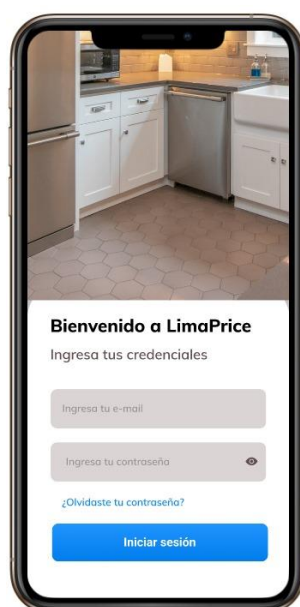 Bienvenido a LimaPrice
Ingresa tus credenciales
Ingresa tu e-mail
Ingresa tu contraseña
¿Olvidaste tu contraseña?
Iniciar sesión